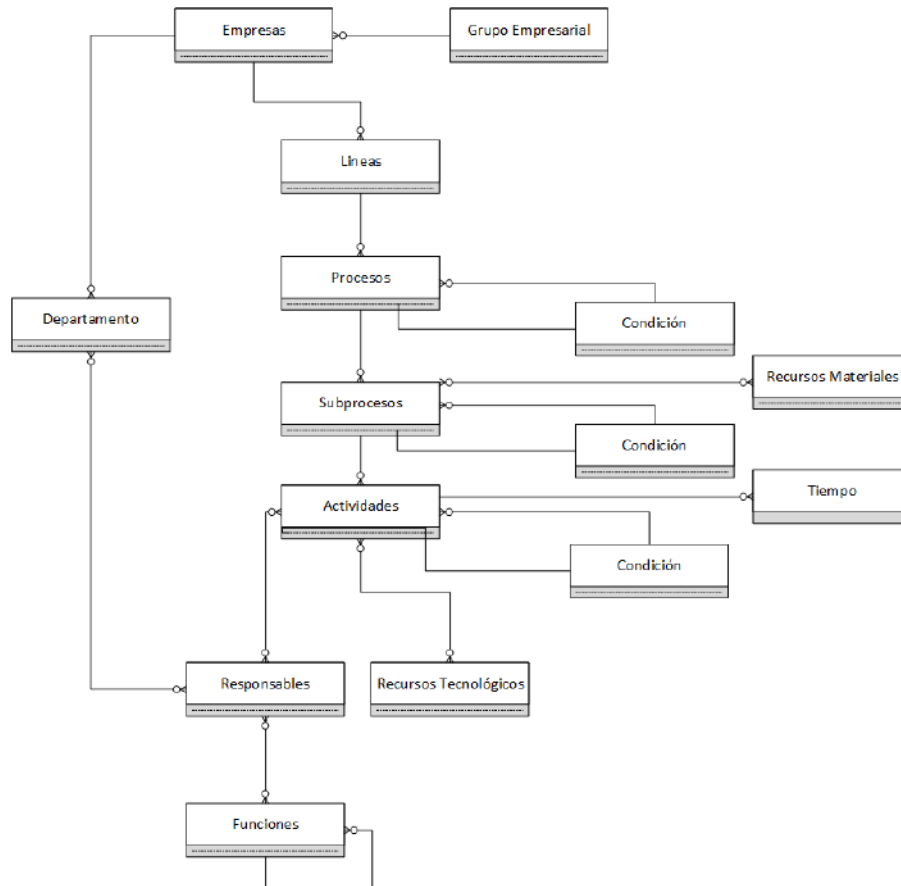 Empresas
Grupo Empresarial
Lineas
Procesos
Departamento
Condición
Recursos Materiales
Subprocesos
Condición
Tiempo
Actividades
Condición
Responsables
Recursos Tecnológicos
Funciones